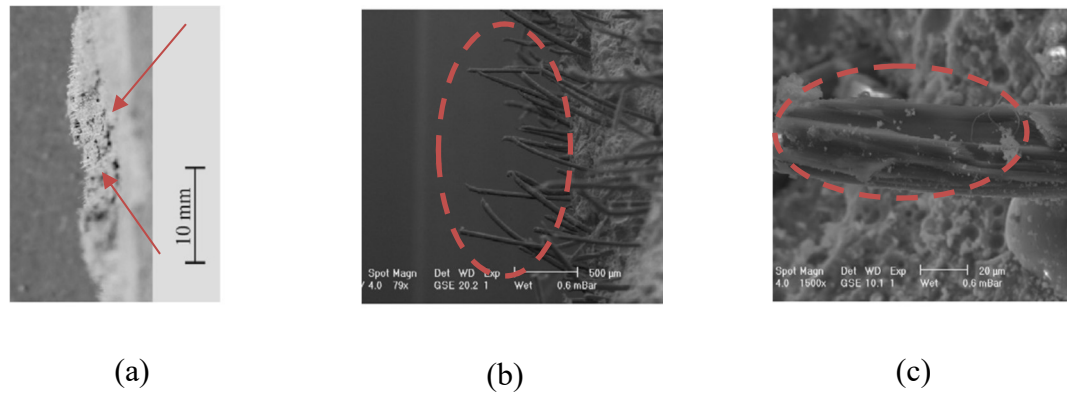 10 mm
Spot Magn Det WD Exp 500 µm
4.0 79x GSE 20.2 1 Wet 0.6 mBar
Spot Magn Det WD Exp 20 µm
4.0 1500x GSE 10.1 1 Wet 0.6 mBar
(a) (b) (c)